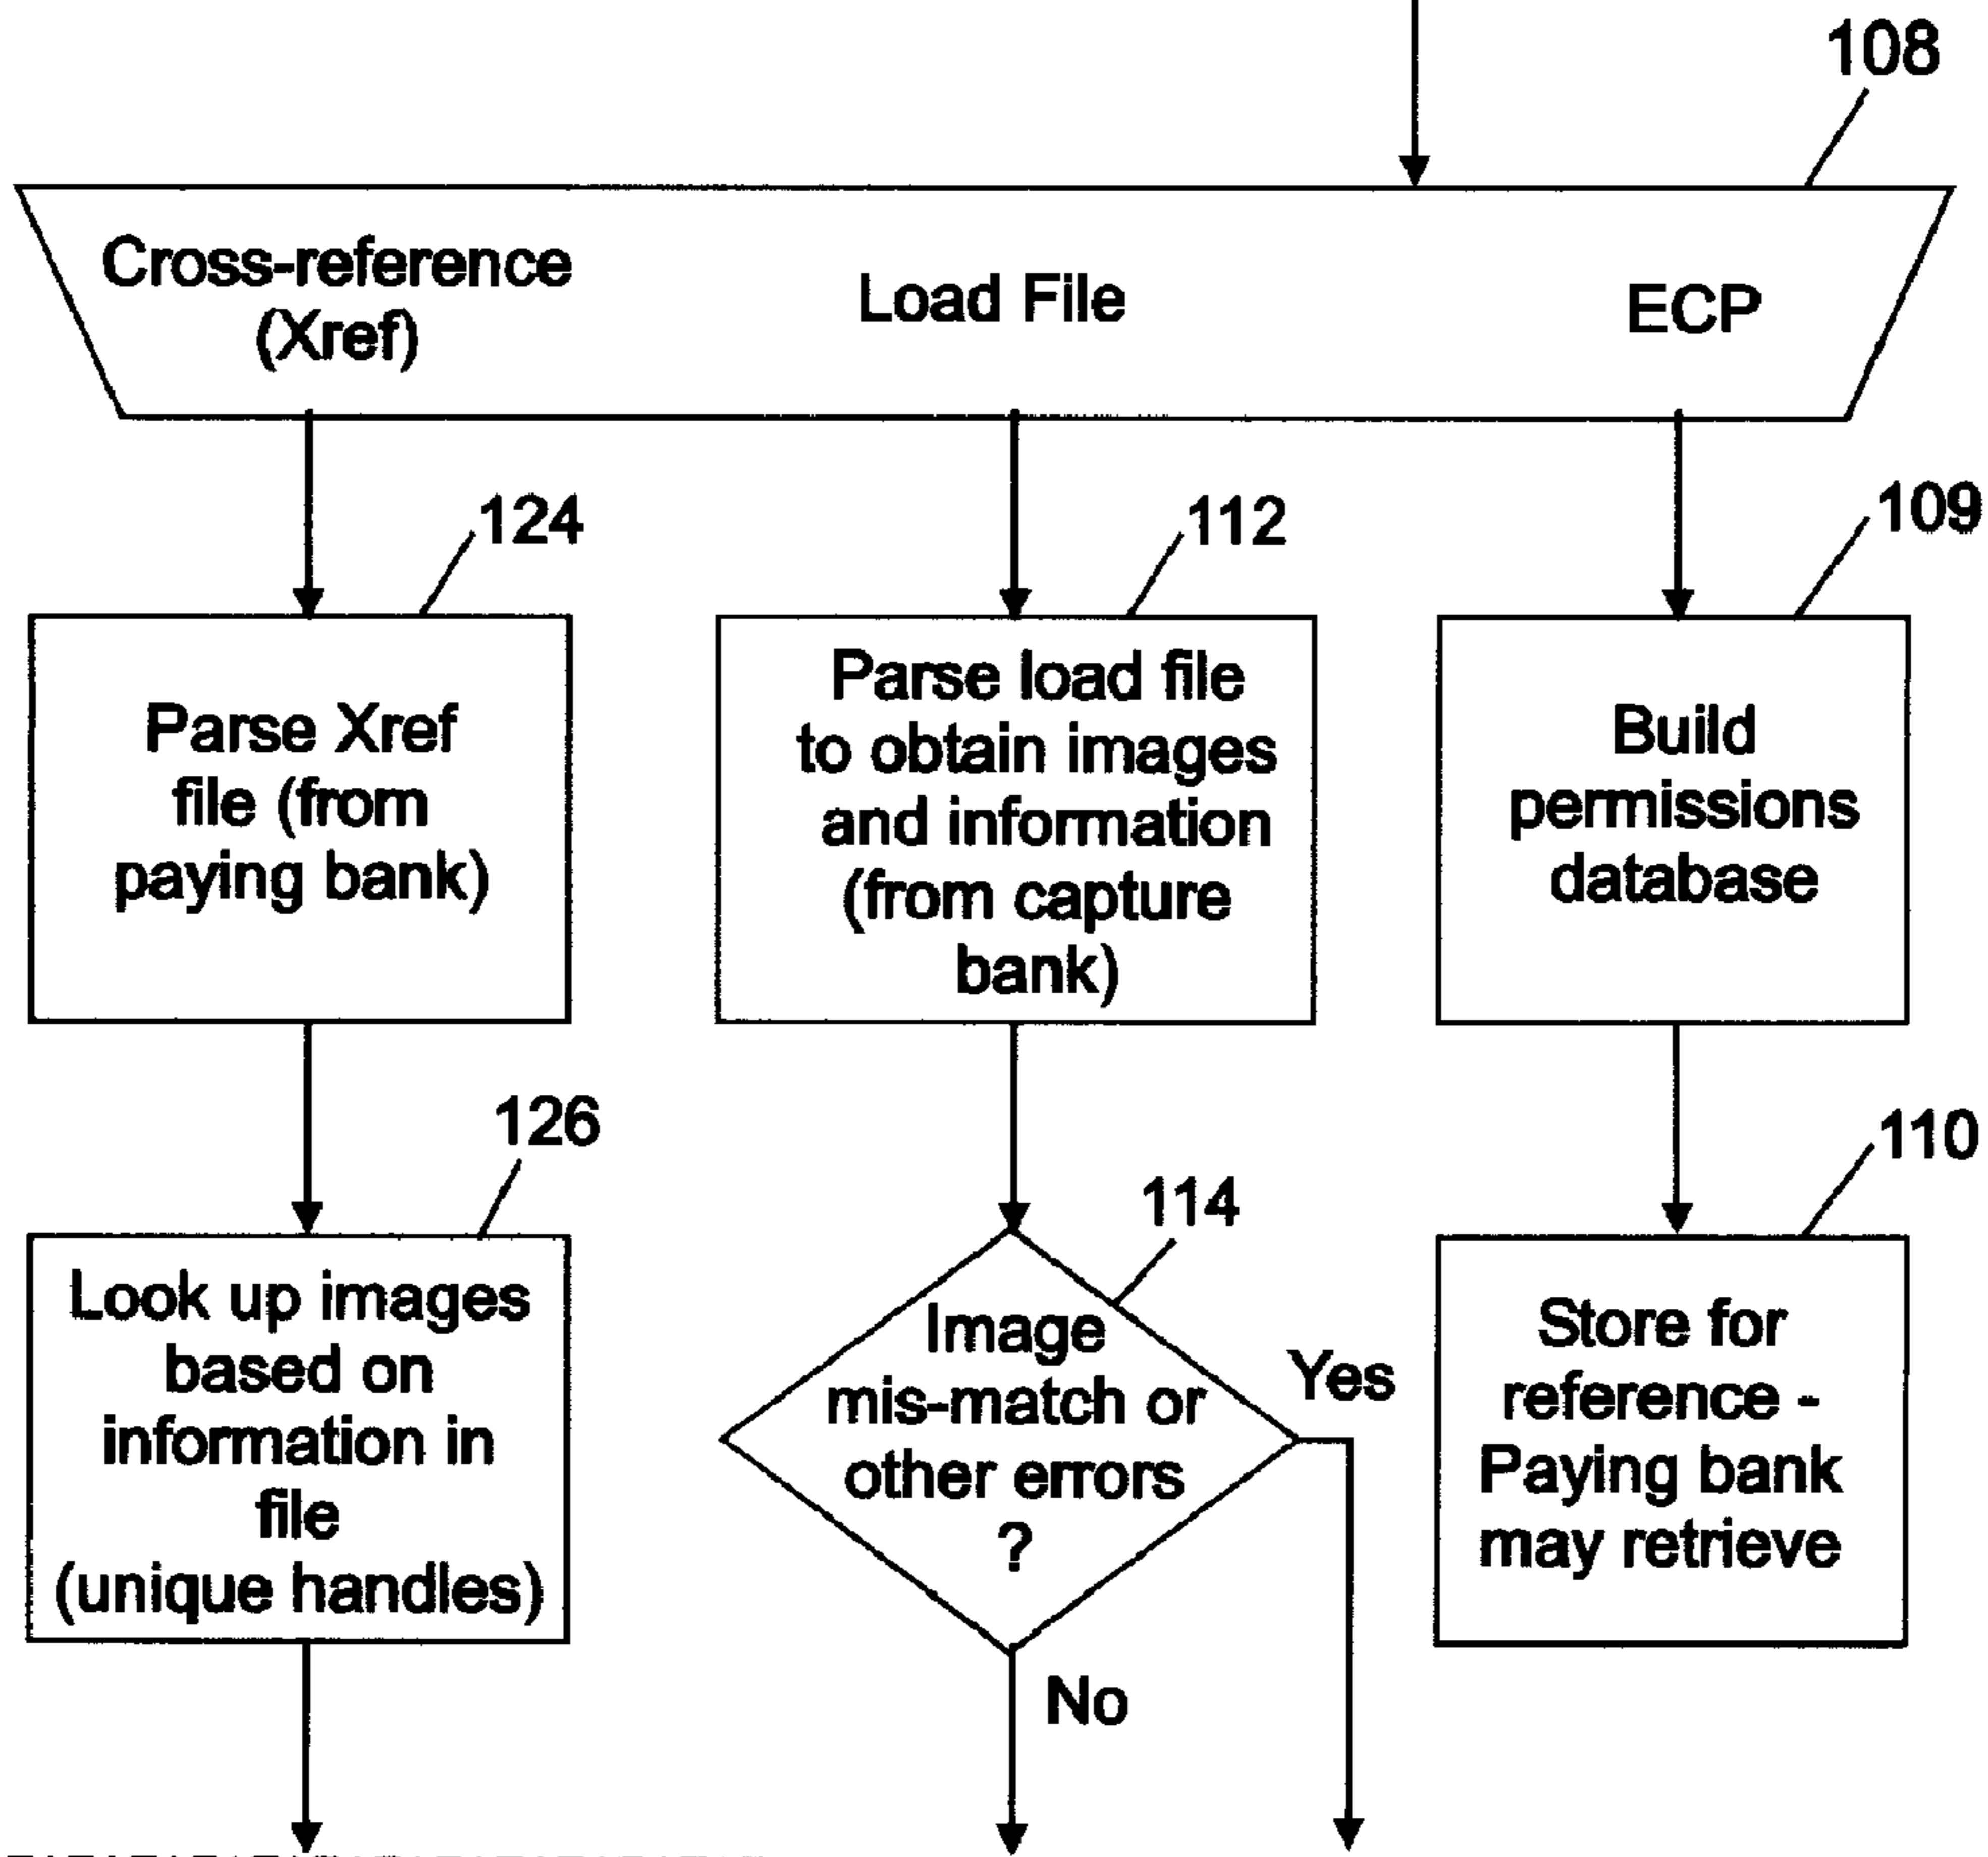 108
Cross-reference
(Xref)
Load File
ECP
124
112
109
Parse Xref
file (from
paying bank)
Parse load file
to obtain images
and information
(from capture
bank)
Build
permissions
database
126
114
110
Look up images
based on
information in
file
(unique handles)
Image
mis-match or
other errors
?
Yes
No
Store for
reference -
Paying bank
may retrieve